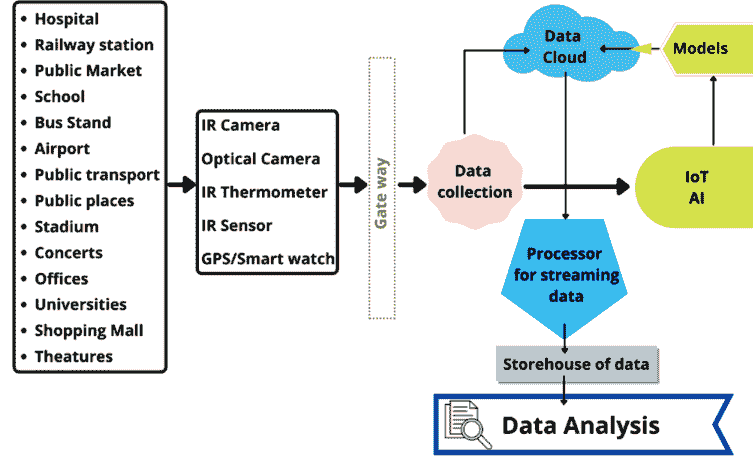 Hospital
Railway station
Public Market
School
Bus Stand
Airport
Public transport
Public places
Stadium
Concerts
Offices
Universities
Shopping Mall
Theatures
IR Camera
Optical Camera
IR Thermometer
IR Sensor
GPS/Smart watch
Gate way
Data
collection
Data
Cloud
Models
IoT
AI
Processor
for streaming
data
Storehouse of data
Data Analysis